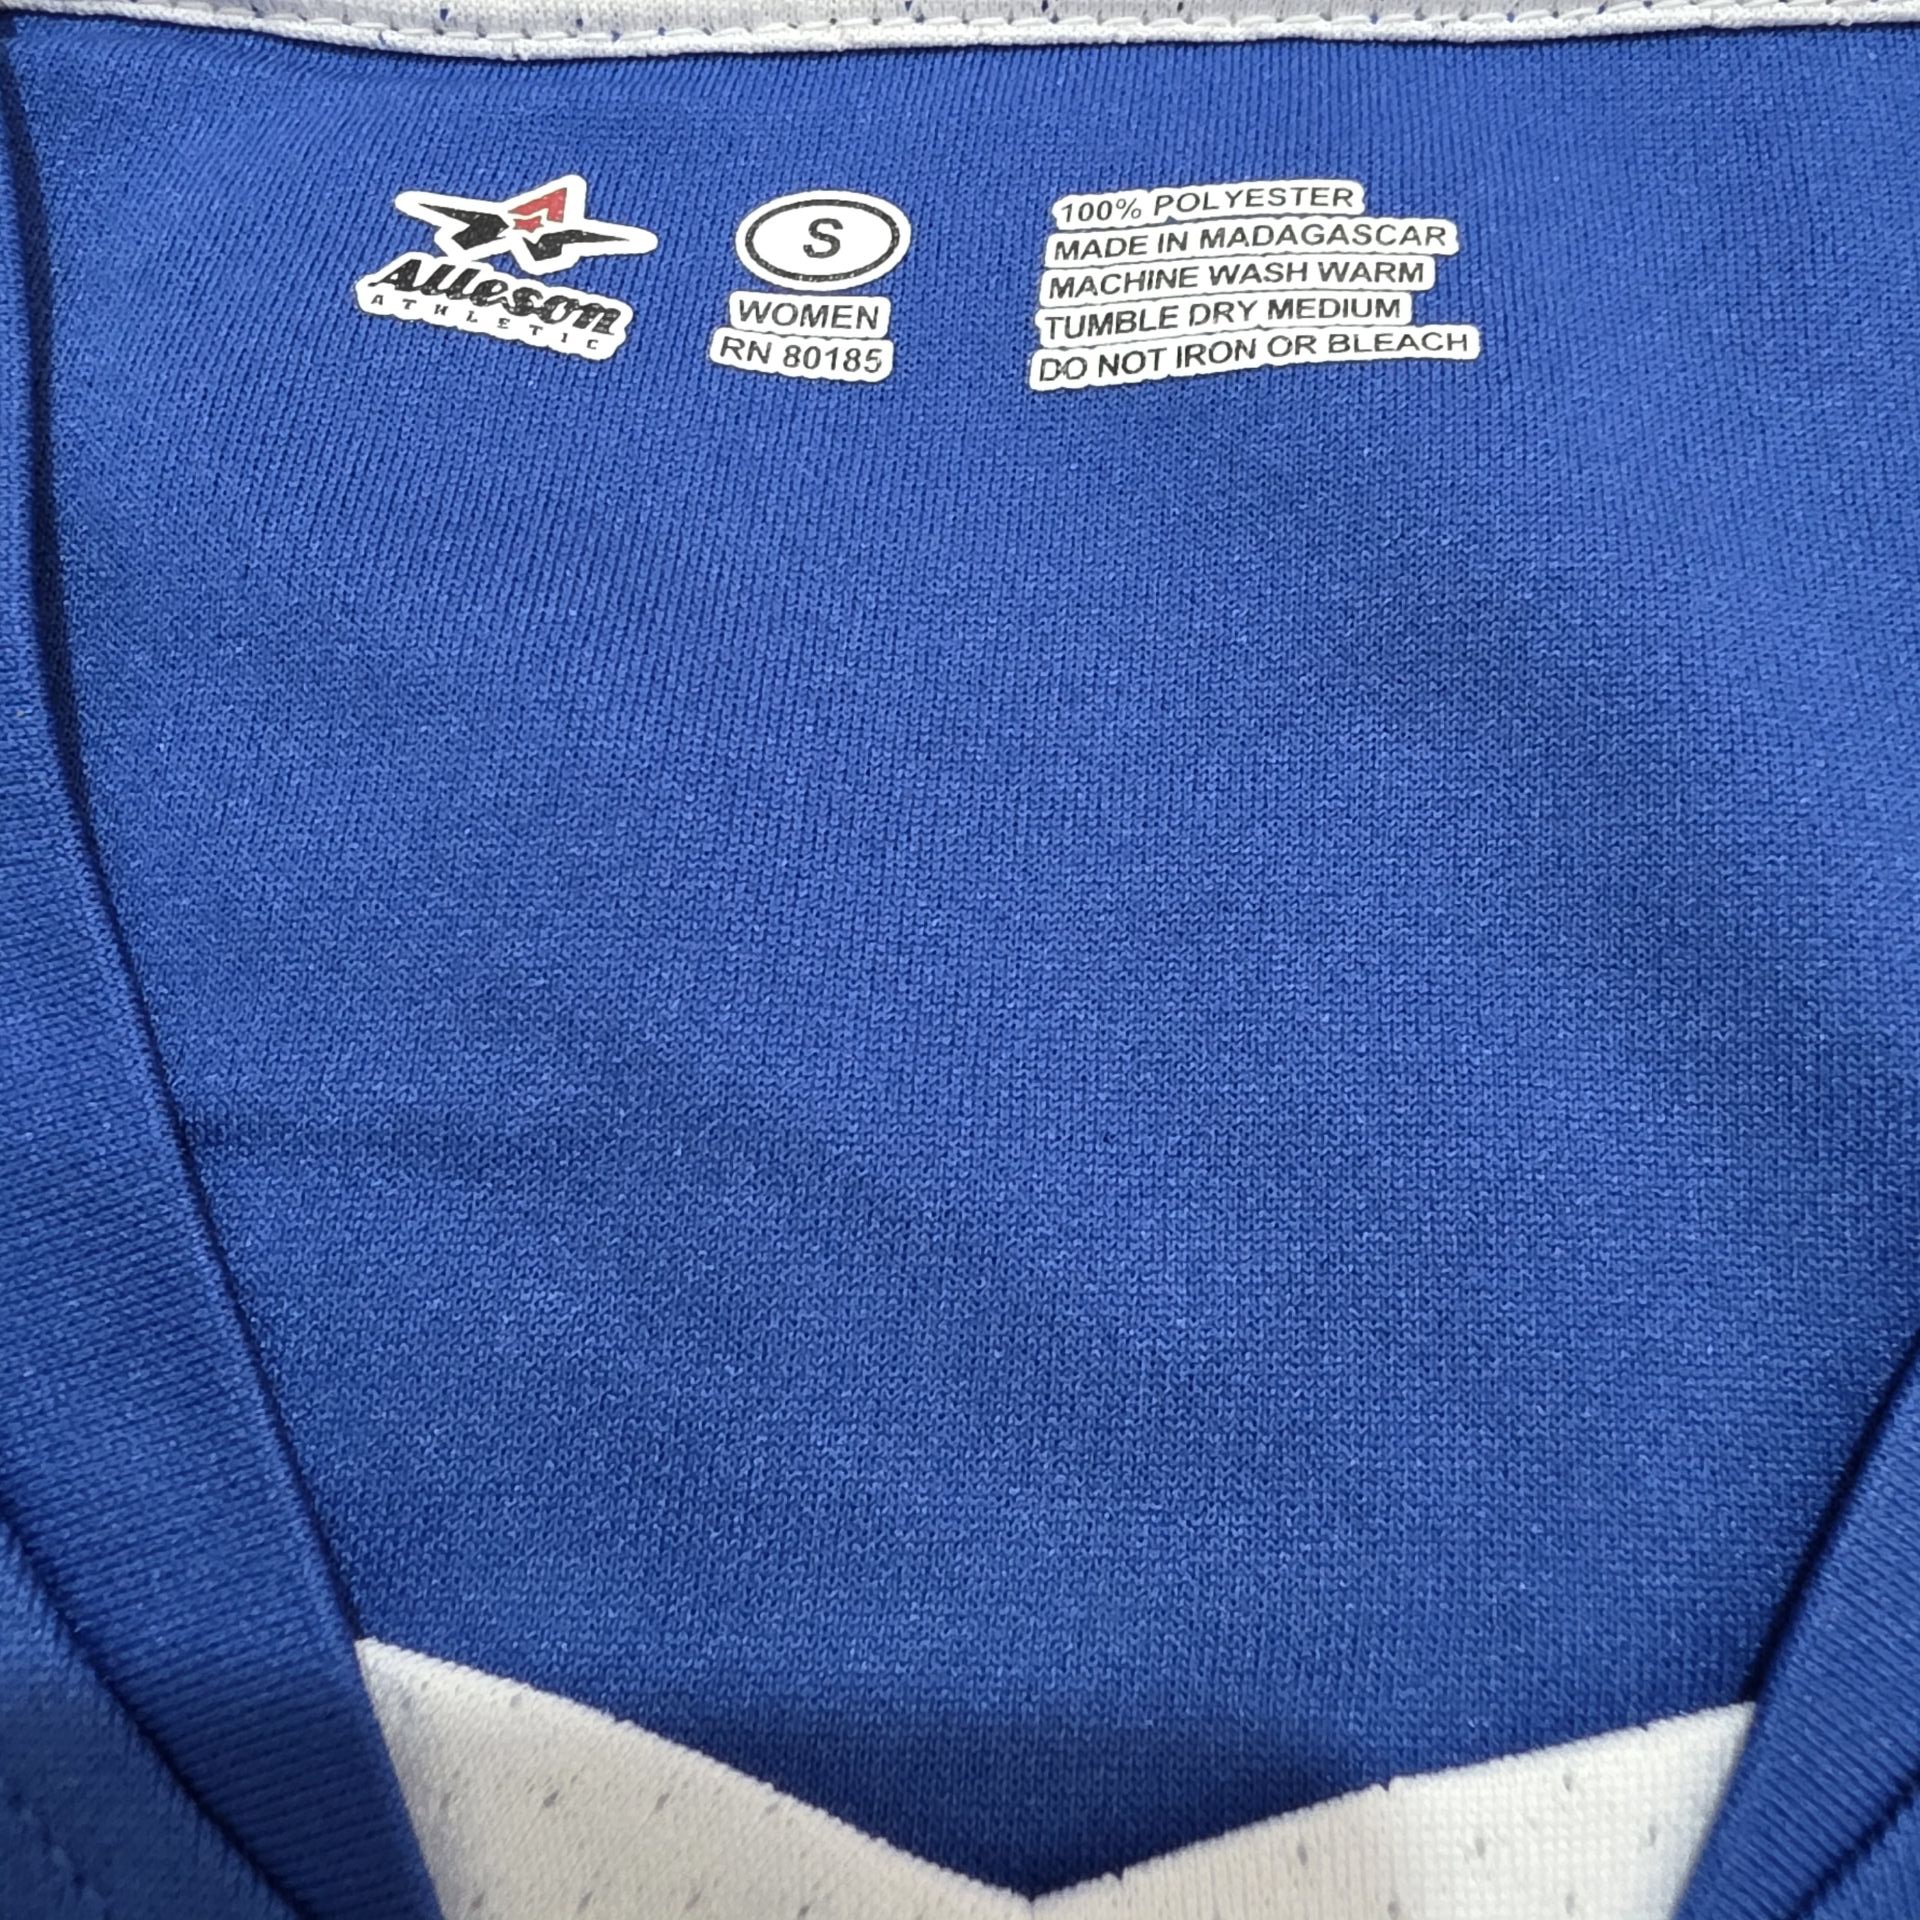 Alleson
ATHLETIC
S
WOMEN
RN 80185
100% POLYESTER
MADE IN MADAGASCAR
MACHINE WASH WARM
TUMBLE DRY MEDIUM
DO NOT IRON OR BLEACH